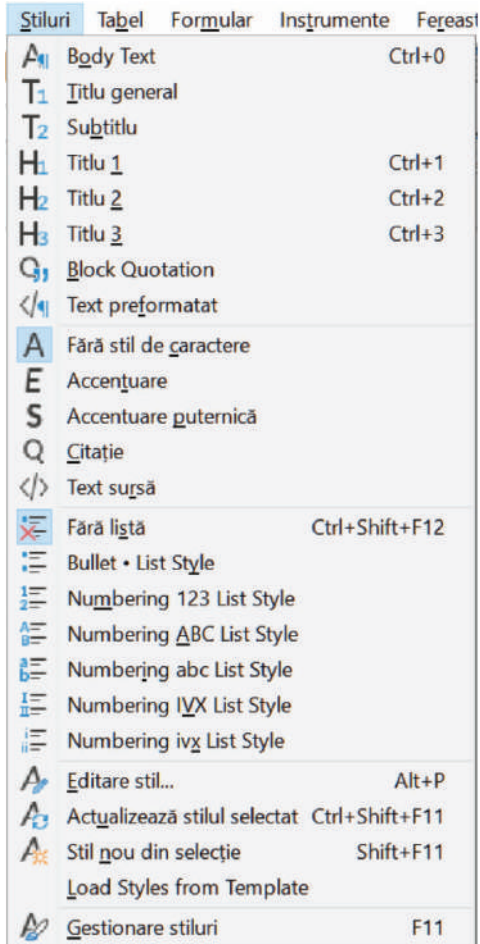 Stiluri Tabel Formular Instrumente Fereast
Body Text Ctrl+0
Titlu general
Subtitlu
Titlu 1 Ctrl+1
Titlu 2 Ctrl+2
Titlu 3 Ctrl+3
Block Quotation
Text preformatat
Fără stil de caractere
Accentuare
Accentuare puternică
Citație
Text sursă
Fără listă Ctrl+Shift+F12
Bullet • List Style
Numbering 123 List Style
Numbering ABC List Style
Numbering abc List Style
Numbering IVX List Style
Numbering ivx List Style
Editare stil... Alt+P
Actualizează stilul selectat Ctrl+Shift+F11
Stil nou din selecție Shift+F11
Load Styles from Template
Gestionare stiluri F11